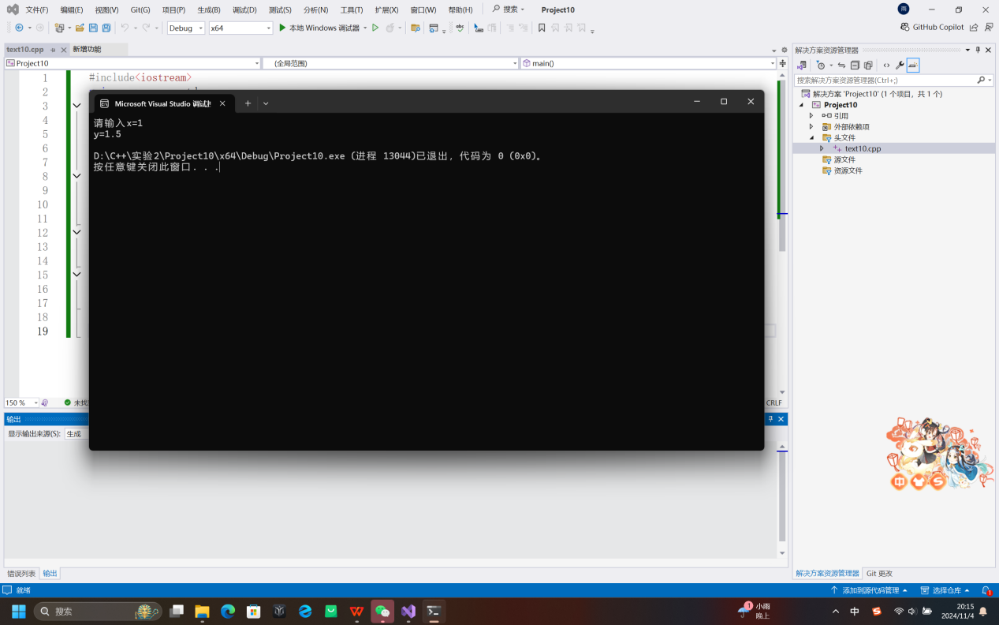 文件(F) 编辑(E) 视图(V) Git(G) 项目(P) 生成(B) 调试(D) 测试(S) 分析(N) 工具(T) 扩展(X) 窗口(W) 帮助(H) 搜索 Project10
Debug x64 本地 Windows 调试器 GitHub Copilot
text10.cpp 新增功能
Project10 (全局范围) main()
1 #include<iostream>
2
3
4
5
6
7
8
9
10
11
12
13
14
15
16
17
18
19
Microsoft Visual Studio 调试
请输入x=1
y=1.5
D:\C++\实验2\Project10\x64\Debug\Project10.exe (进程 13044)已退出，代码为 0 (0x0)。
按任意键关闭此窗口. . .
150 % 未找 CRLF
输出
显示输出来源(S): 生成
错误列表 输出
解决方案资源管理器
搜索解决方案资源管理器(Ctrl+;)
解决方案 'Project10' (1 个项目，共 1 个)
Project10
引用
外部依赖项
头文件
text10.cpp
源文件
资源文件
中 S
解决方案资源管理器 Git 更改
就绪 添加到源代码管理 选择仓库 1
搜索
1 小雨
晚上
中 S
20:15
2024/11/4